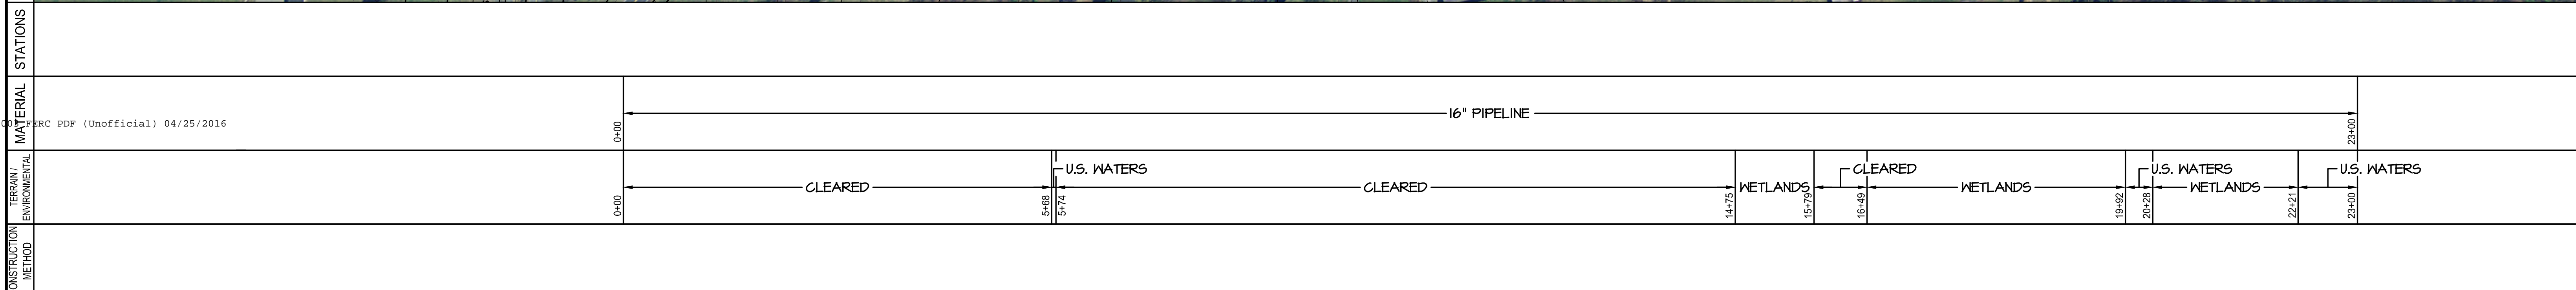 STATIONS
MATERIAL
FERC PDF (Unofficial) 04/25/2016
0+00
16" PIPELINE
23+00
TERRAIN /
ENVIRONMENTAL
0+00
CLEARED
5+68
U.S. WATERS
5+74
CLEARED
14+75
WETLANDS
15+79
CLEARED
16+49
WETLANDS
19+92
U.S. WATERS
20+28
WETLANDS
22+21
U.S. WATERS
23+00
ONSTRUCTION
METHOD